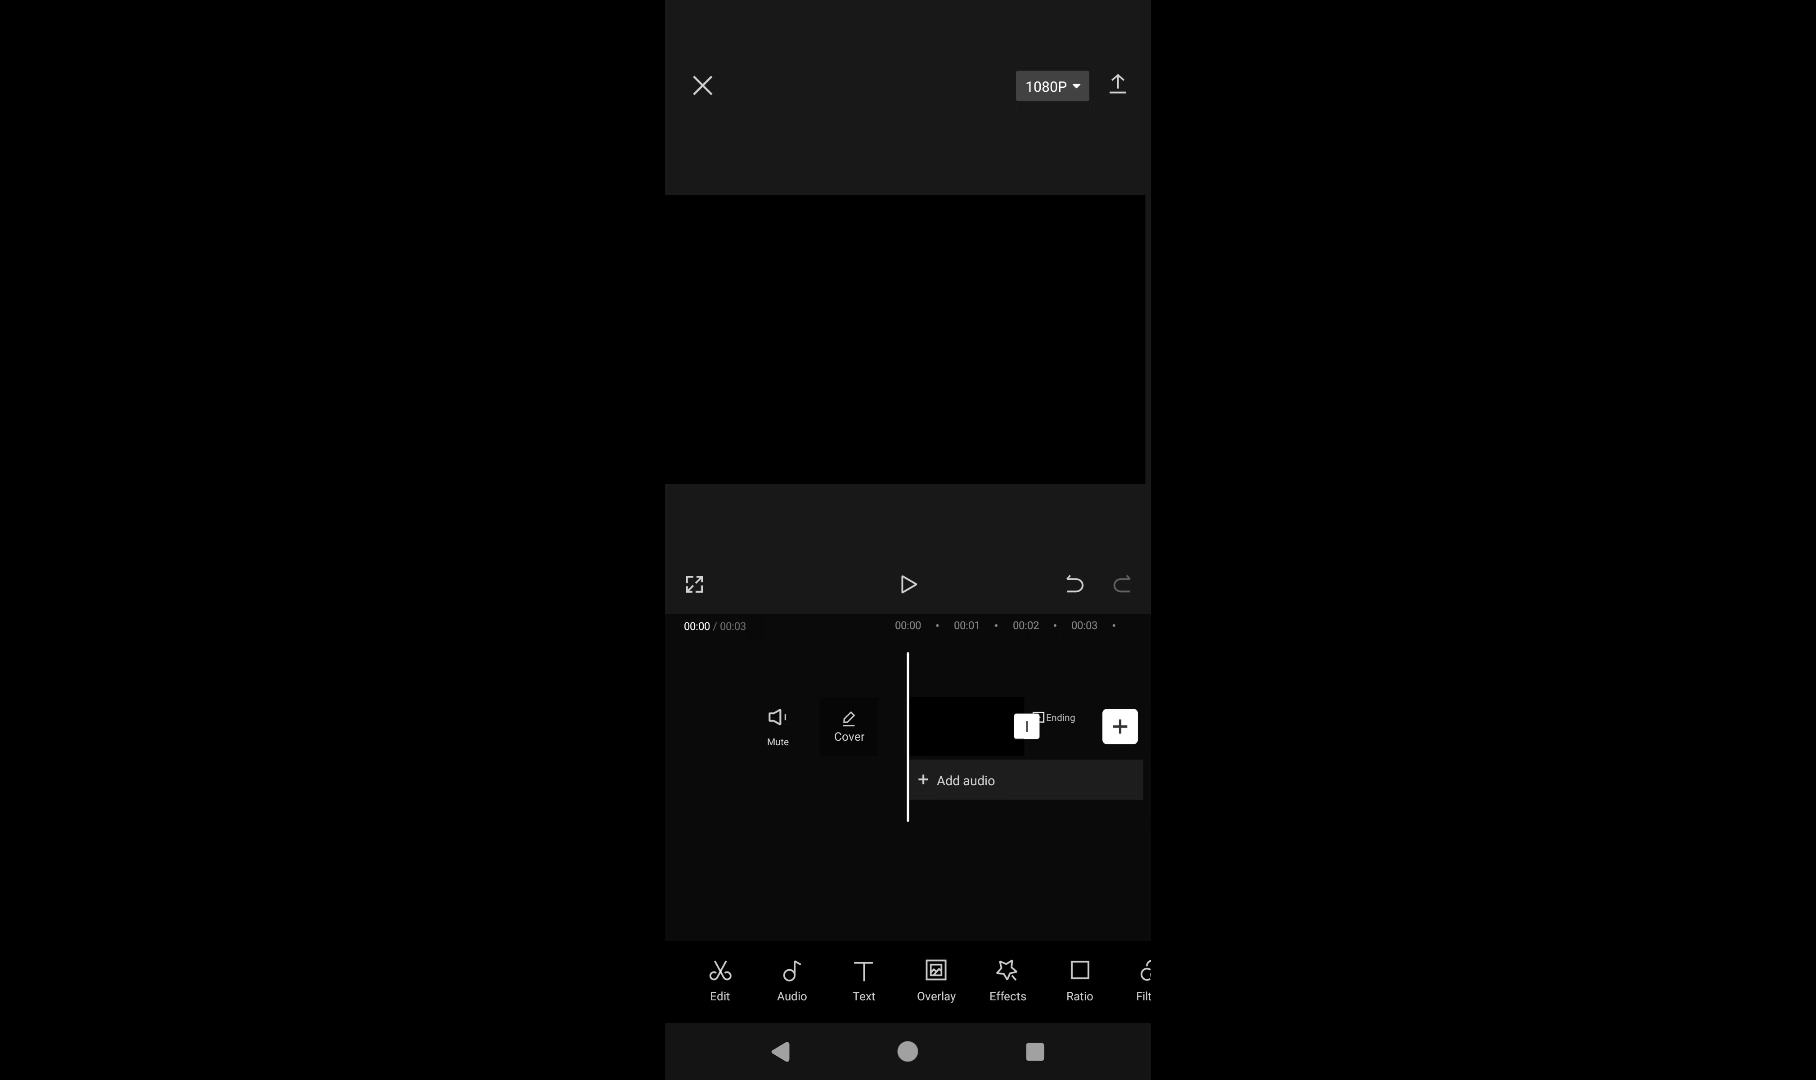 1080P
00:00 / 00:03
00:00 00:01 00:02 00:03
Mute
Cover
Ending
Add audio
Edit
Audio
Text
Overlay
Effects
Ratio
Filt